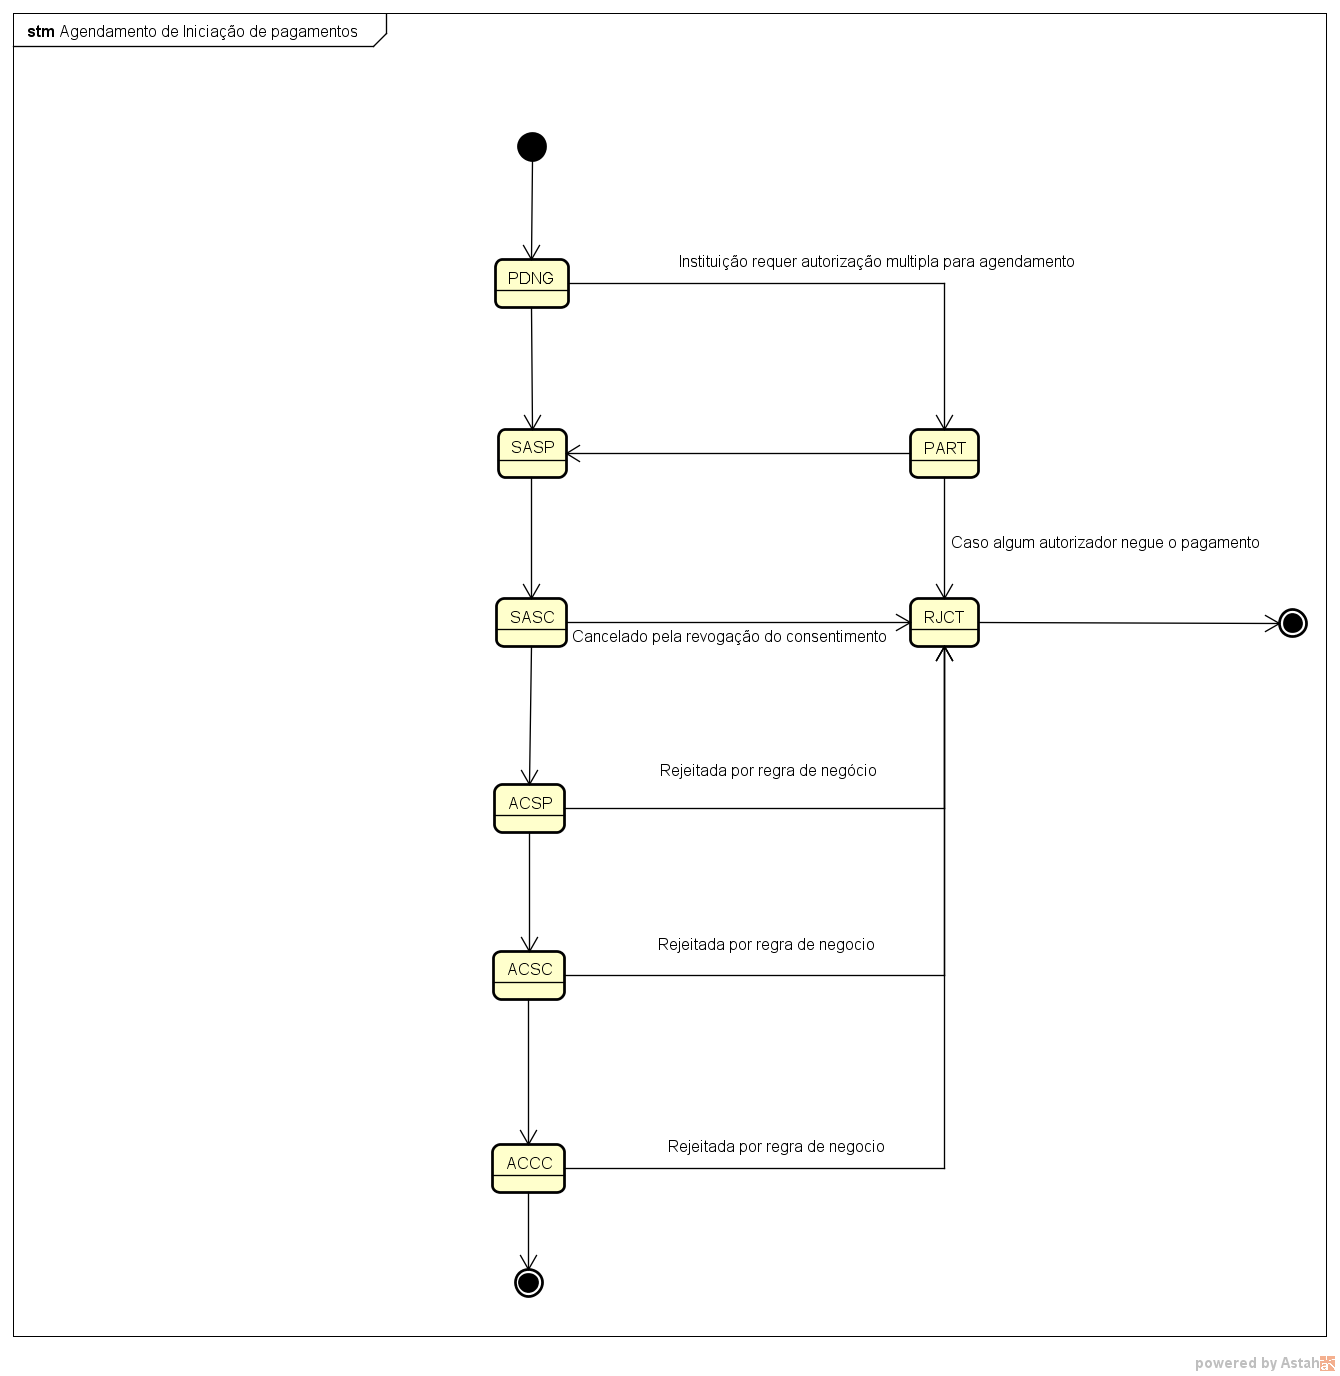 stm Agendamento de Iniciação de pagamentos
PDNG
Instituição requer autorização multipla para agendamento
SASP
PART
Caso algum autorizador negue o pagamento
SASC
RJCT
Cancelado pela revogação do consentimento
Rejeitada por regra de negócio
ACSP
Rejeitada por regra de negocio
ACSC
Rejeitada por regra de negocio
ACCC
powered by Astah